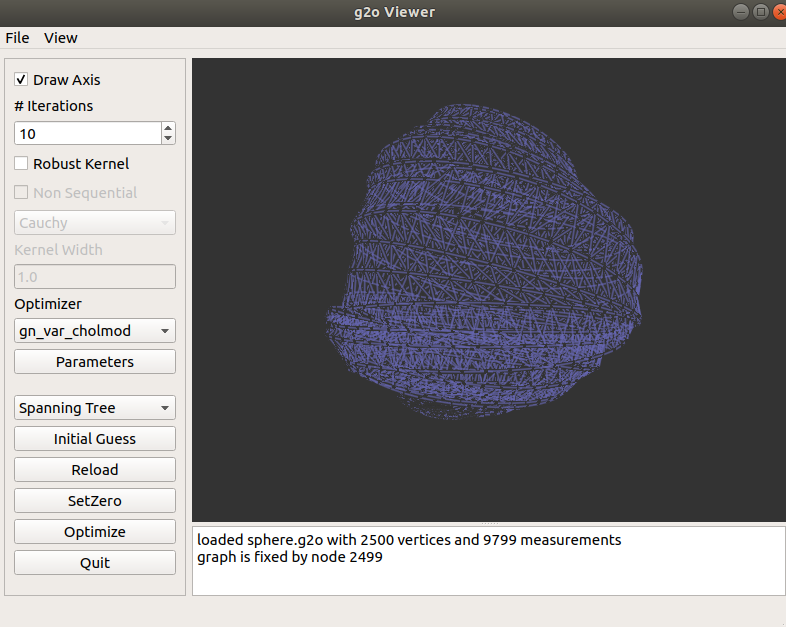 g2o Viewer
File View
Draw Axis
# Iterations
10
Robust Kernel
Non Sequential
Cauchy
Kernel Width
1.0
Optimizer
gn_var_cholmod
Parameters
Spanning Tree
Initial Guess
Reload
SetZero
Optimize
Quit
loaded sphere.g2o with 2500 vertices and 9799 measurements
graph is fixed by node 2499